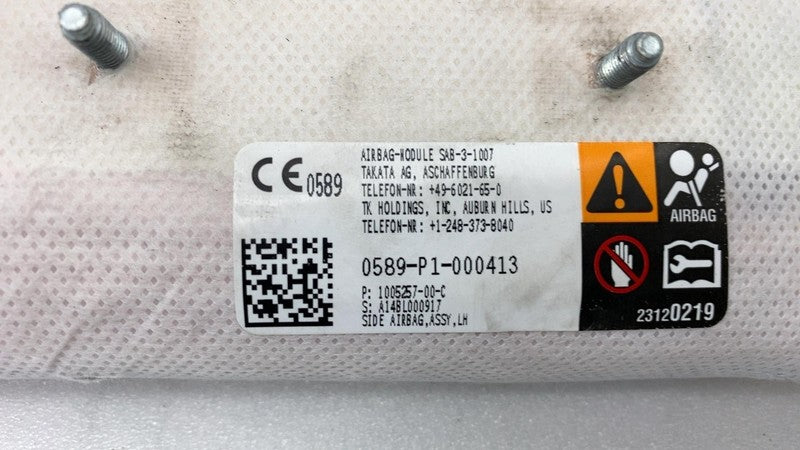 CE 0589
AIRBAG-MODULE SAB-3-1007
TAKATA AG, ASCHAFFENBURG
TELEFON-NR: +49-6021-65-0
TK HOLDINGS, INC, AUBURN HILLS, US
TELEFON-NR: +1-248-373-8040
0589-P1-000413
P: 1005257-00-C
S: A14BL000917
SIDE AIRBAG,ASSY,LH
AIRBAG
23120219